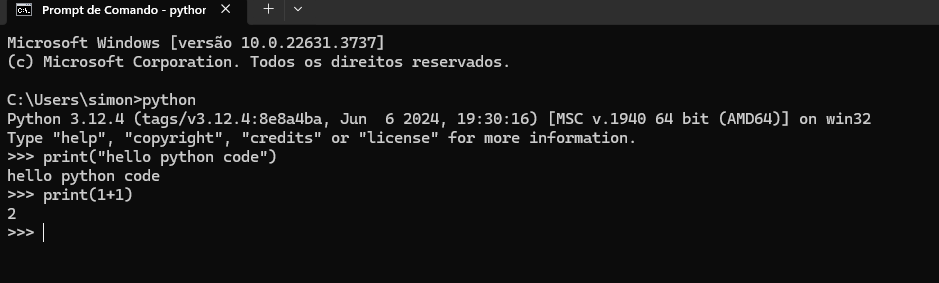 Prompt de Comando - python
Microsoft Windows [versão 10.0.22631.3737]
(c) Microsoft Corporation. Todos os direitos reservados.
C:\Users\simon>python
Python 3.12.4 (tags/v3.12.4:8e8a4ba, Jun  6 2024, 19:30:16) [MSC v.1940 64 bit (AMD64)] on win32
Type "help", "copyright", "credits" or "license" for more information.
>>> print("hello python code")
hello python code
>>> print(1+1)
2
>>>